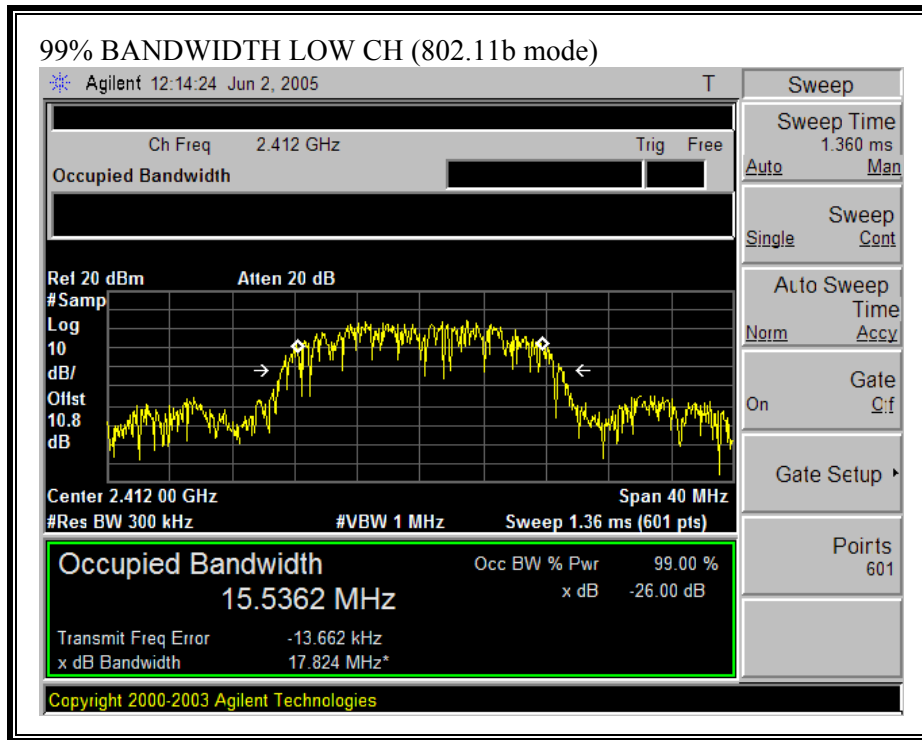 99% BANDWIDTH LOW CH (802.11b mode)
Agilent 12:14:24 Jun 2, 2005 T
Ch Freq 2.412 GHz Trig Free
Occupied Bandwidth
Ref 20 dBm Atten 20 dB
#Samp
Log
10
dB/
Offst
10.8
dB
Center 2.412 00 GHz Span 40 MHz
#Res BW 300 kHz #VBW 1 MHz Sweep 1.36 ms (601 pts)
Occupied Bandwidth
15.5362 MHz
Occ BW % Pwr 99.00 %
x dB -26.00 dB
Transmit Freq Error -13.662 kHz
x dB Bandwidth 17.824 MHz*
Copyright 2000-2003 Agilent Technologies
Sweep
Sweep Time
1.360 ms
Auto Man
Sweep
Single Cont
Auto Sweep
Time
Norm Accy
Gate
On Off
Gate Setup
Points
601